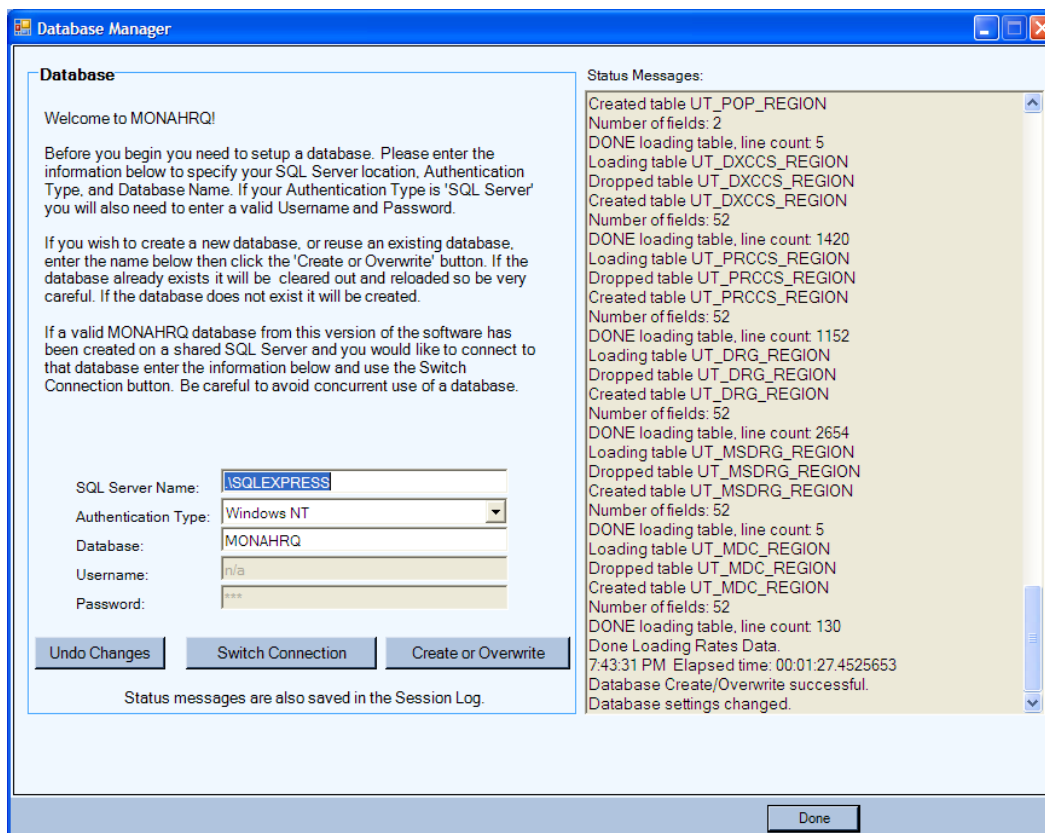 Database Manager
Database
Welcome to MONAHRQ!
Before you begin you need to setup a database. Please enter the
information below to specify your SQL Server location, Authentication
Type, and Database Name. If your Authentication Type is 'SQL Server'
you will also need to enter a valid Username and Password.
If you wish to create a new database, or reuse an existing database,
enter the name below then click the 'Create or Overwrite' button. If the
database already exists it will be cleared out and reloaded so be very
careful. If the database does not exist it will be created.
If a valid MONAHRQ database from this version of the software has
been created on a shared SQL Server and you would like to connect to
that database enter the information below and use the Switch
Connection button. Be careful to avoid concurrent use of a database.
SQL Server Name: .\SQLEXPRESS
Authentication Type: Windows NT
Database: MONAHRQ
Username: n/a
Password: ***
Undo Changes Switch Connection Create or Overwrite
Status messages are also saved in the Session Log.
Status Messages:
Created table UT_POP_REGION
Number of fields: 2
DONE loading table, line count: 5
Loading table UT_DXCCS_REGION
Dropped table UT_DXCCS_REGION
Created table UT_DXCCS_REGION
Number of fields: 52
DONE loading table, line count: 1420
Loading table UT_PRCCS_REGION
Dropped table UT_PRCCS_REGION
Created table UT_PRCCS_REGION
Number of fields: 52
DONE loading table, line count: 1152
Loading table UT_DRG_REGION
Dropped table UT_DRG_REGION
Created table UT_DRG_REGION
Number of fields: 52
DONE loading table, line count: 2654
Loading table UT_MSDRG_REGION
Dropped table UT_MSDRG_REGION
Created table UT_MSDRG_REGION
Number of fields: 52
DONE loading table, line count: 5
Loading table UT_MDC_REGION
Dropped table UT_MDC_REGION
Created table UT_MDC_REGION
Number of fields: 52
DONE loading table, line count: 130
Done Loading Rates Data.
7:43:31 PM Elapsed time: 00:01:27.4525653
Database Create/Overwrite successful.
Database settings changed.
Done